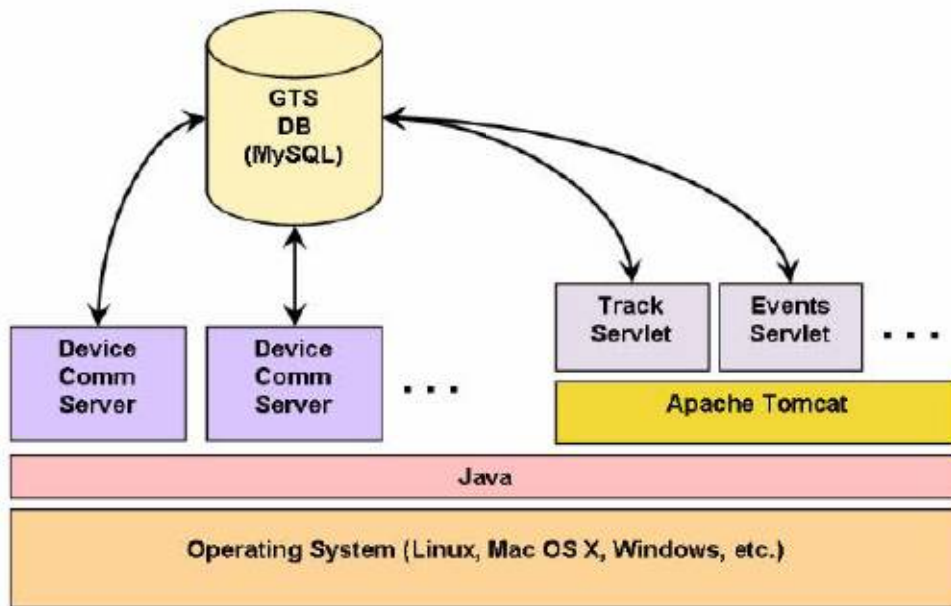 GTS
DB
(MySQL)
Track
Servlet
Events
Servlet
...
Device
Comm
Server
Device
Comm
Server
...
Apache Tomcat
Java
Operating System (Linux, Mac OS X, Windows, etc.)